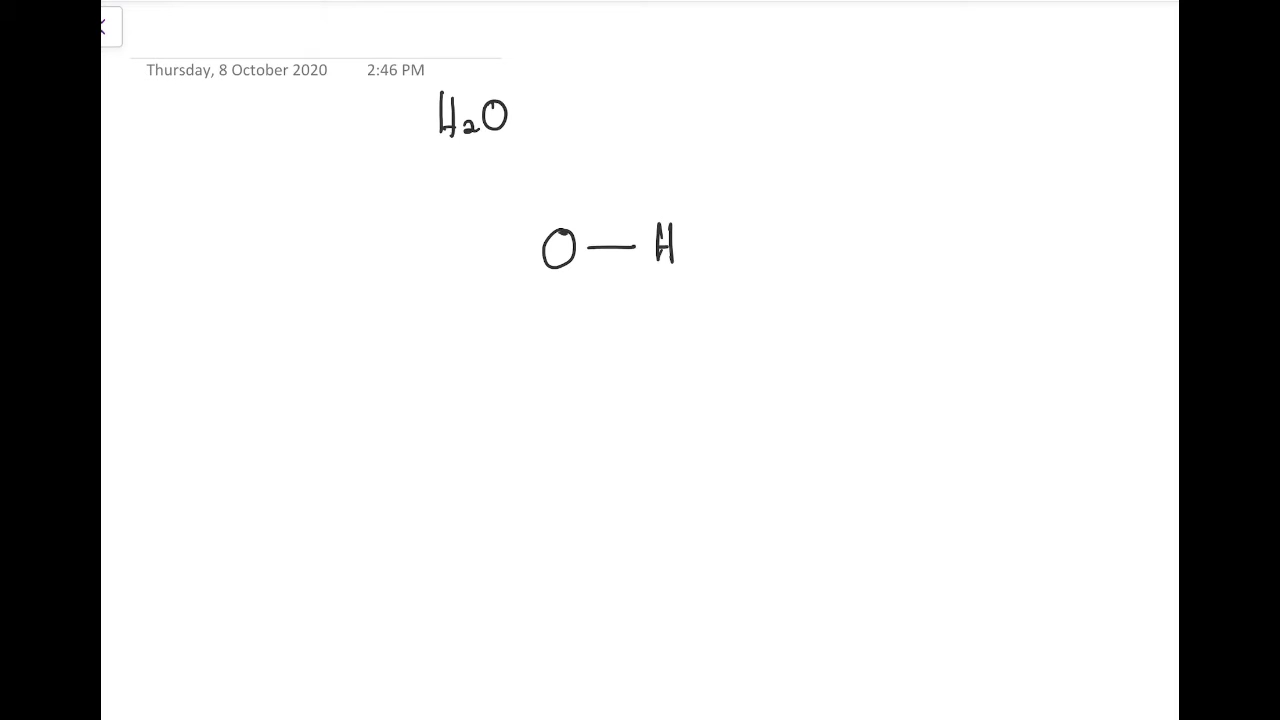 Thursday, 8 October 2020 2:46 PM
H₂O
O — H